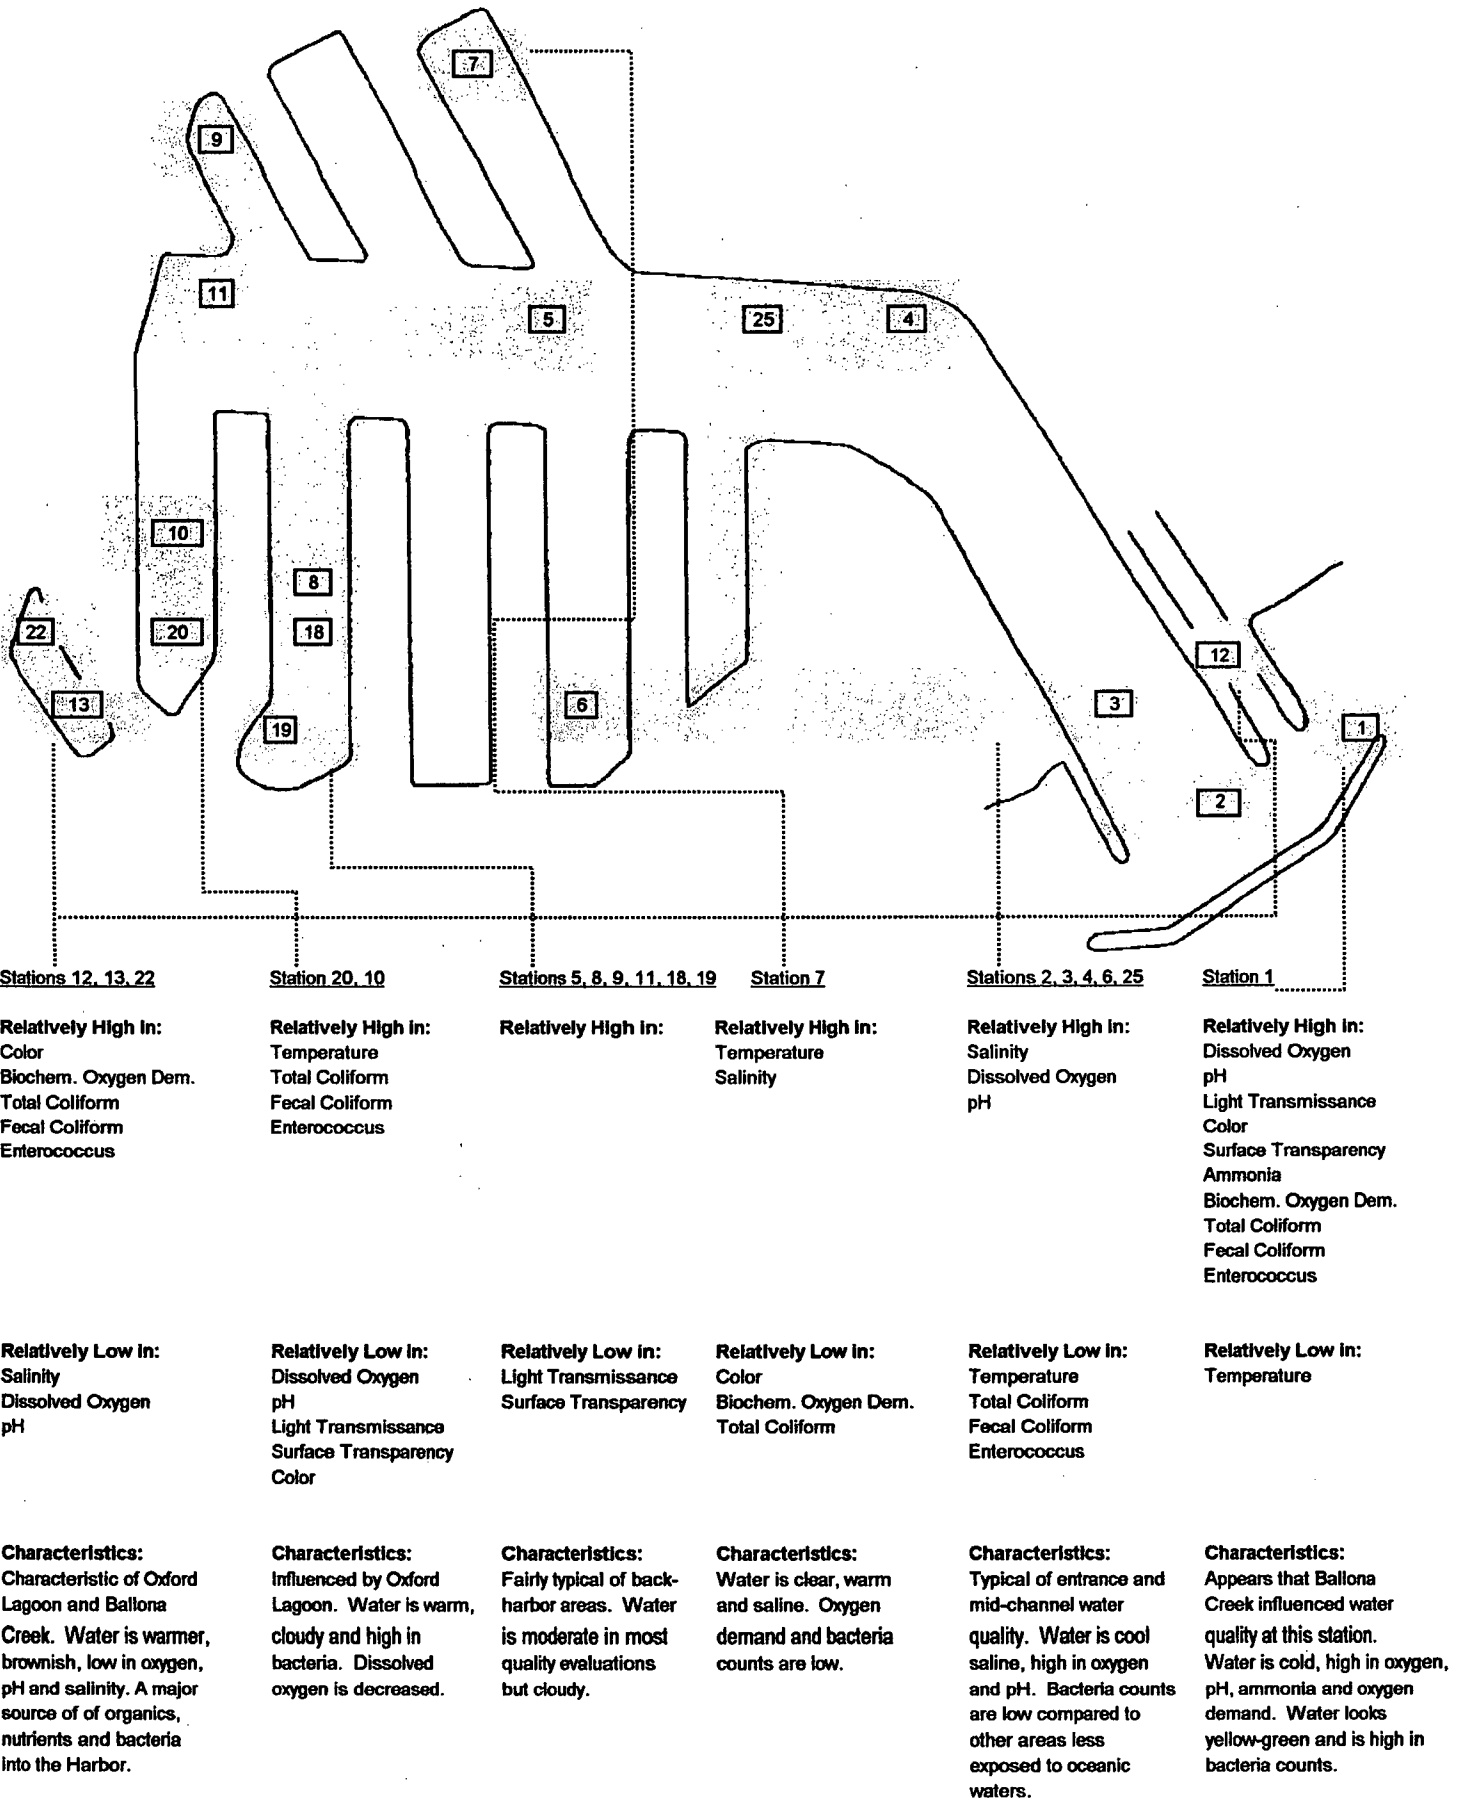 7
9
11
5
25
4
10
8
22
20
18
12
13
6
3
19
1
2
Stations 12, 13, 22
Station 20, 10
Stations 5, 8, 9, 11, 18, 19
Station 7
Stations 2, 3, 4, 6, 25
Station 1
Relatively High in:
Color
Biochem. Oxygen Dem.
Total Coliform
Fecal Coliform
Enterococcus
Relatively High in:
Temperature
Total Coliform
Fecal Coliform
Enterococcus
Relatively High in:
Relatively High in:
Temperature
Salinity
Relatively High in:
Salinity
Dissolved Oxygen
pH
Relatively High in:
Dissolved Oxygen
pH
Light Transmissance
Color
Surface Transparency
Ammonia
Biochem. Oxygen Dem.
Total Coliform
Fecal Coliform
Enterococcus
Relatively Low in:
Salinity
Dissolved Oxygen
pH
Relatively Low in:
Dissolved Oxygen
pH
Light Transmissance
Surface Transparency
Color
Relatively Low in:
Light Transmissance
Surface Transparency
Relatively Low in:
Color
Biochem. Oxygen Dem.
Total Coliform
Relatively Low in:
Temperature
Total Coliform
Fecal Coliform
Enterococcus
Relatively Low in:
Temperature
Characteristics:
Characteristic of Oxford
Lagoon and Ballona
Creek. Water is warmer,
brownish, low in oxygen,
pH and salinity. A major
source of of organics,
nutrients and bacteria
into the Harbor.
Characteristics:
Influenced by Oxford
Lagoon. Water is warm,
cloudy and high in
bacteria. Dissolved
oxygen is decreased.
Characteristics:
Fairly typical of back-
harbor areas. Water
is moderate in most
quality evaluations
but cloudy.
Characteristics:
Water is clear, warm
and saline. Oxygen
demand and bacteria
counts are low.
Characteristics:
Typical of entrance and
mid-channel water
quality. Water is cool
saline, high in oxygen
and pH. Bacteria counts
are low compared to
other areas less
exposed to oceanic
waters.
Characteristics:
Appears that Ballona
Creek influenced water
quality at this station.
Water is cold, high in oxygen,
pH, ammonia and oxygen
demand. Water looks
yellow-green and is high in
bacteria counts.